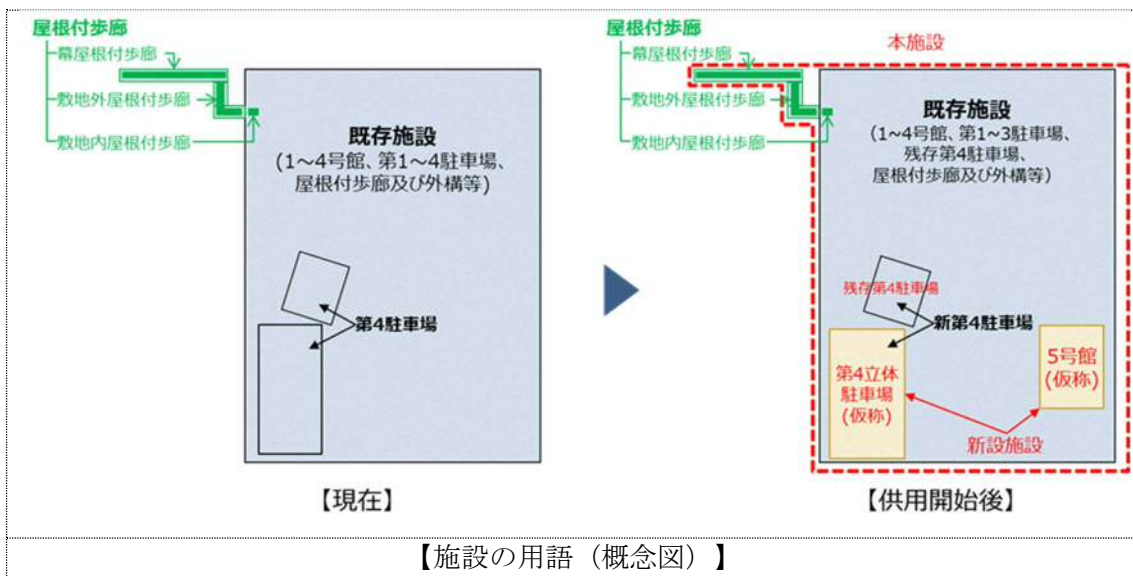 屋根付歩廊
幕屋根付歩廊
敷地外屋根付歩廊
敷地内屋根付歩廊
既存施設
(1～4号館、第1～4駐車場、
屋根付歩廊及び外構等)
第4駐車場
【現在】
屋根付歩廊
幕屋根付歩廊
敷地外屋根付歩廊
敷地内屋根付歩廊
本施設
既存施設
(1～4号館、第1～3駐車場、
残存第4駐車場、
屋根付歩廊及び外構等)
残存第4駐車場
新第4駐車場
第4立体
駐車場
(仮称)
5号館
(仮称)
新設施設
【供用開始後】
【施設の用語（概念図）】